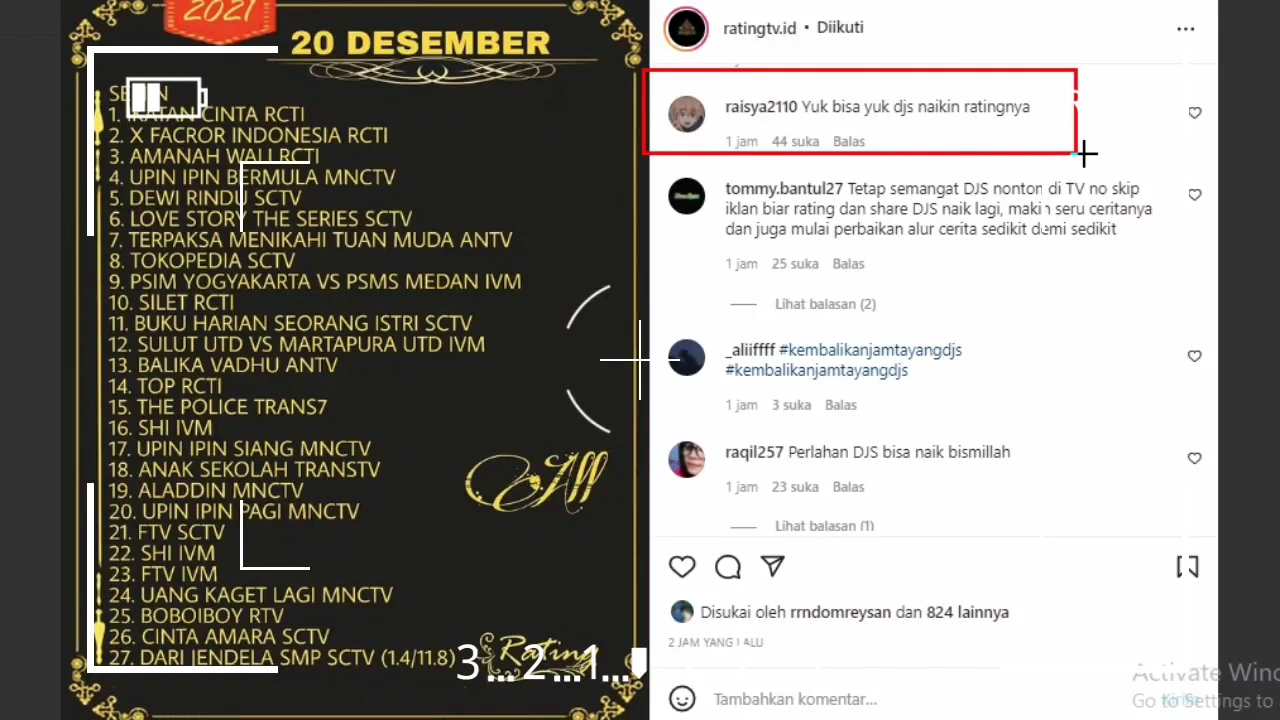 2021
20 DESEMBER
SENIN
1. IKATAN CINTA RCTI
2. X FACROR INDONESIA RCTI
3. AMANAH WALI RCTI
4. UPIN IPIN BERMULA MNCTV
5. DEWI RINDU SCTV
6. LOVE STORY THE SERIES SCTV
7. TERPAKSA MENIKAHI TUAN MUDA ANTV
8. TOKOPEDIA SCTV
9. PSIM YOGYAKARTA VS PSMS MEDAN IVM
10. SILET RCTI
11. BUKU HARIAN SEORANG ISTRI SCTV
12. SULUT UTD VS MARTAPURA UTD IVM
13. BALIKA VADHU ANTV
14. TOP RCTI
15. THE POLICE TRANS7
16. SHI IVM
17. UPIN IPIN SIANG MNCTV
18. ANAK SEKOLAH TRANSTV
19. ALADDIN MNCTV
20. UPIN IPIN PAGI MNCTV
21. FTV SCTV
22. SHI IVM
23. FTV IVM
24. UANG KAGET LAGI MNCTV
25. BOBOIBOY RTV
26. CINTA AMARA SCTV
27. DARI JENDELA SMP SCTV (1.4/11.8)
All
Rating
3...2...1...
ratingtv.id • Diikuti
raisya2110 Yuk bisa yuk djs naikin ratingnya
1 jam 44 suka Balas
tommy.bantul27 Tetap semangat DJS nonton di TV no skip
iklan biar rating dan share DJS naik lagi, makin seru ceritanya
dan juga mulai perbaikan alur cerita sedikit demi sedikit
1 jam 25 suka Balas
Lihat balasan (2)
_aliiffff #kembalikanjamtayangdjs
#kembalikanjamtayangdjs
1 jam 3 suka Balas
raqil257 Perlahan DJS bisa naik bismillah
1 jam 23 suka Balas
Lihat balasan (1)
Disukai oleh rrndomreysan dan 824 lainnya
2 JAM YANG LALU
Tambahkan komentar...
Kirim
Activate Wind
Go to Settings to